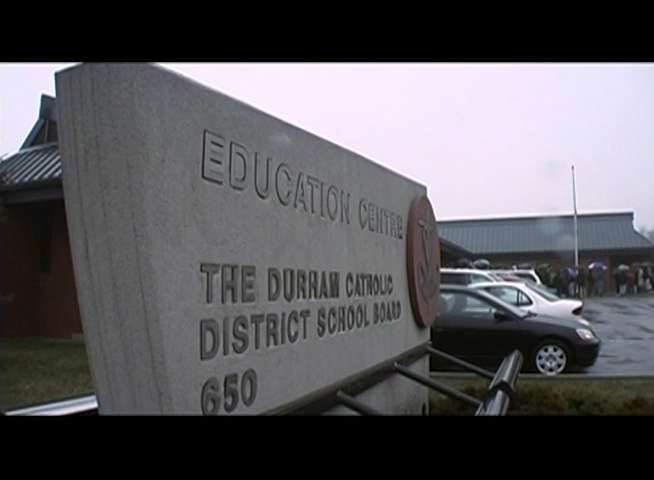 EDUCATION CENTRE
THE DURHAM CATHOLIC
DISTRICT SCHOOL BOARD
650